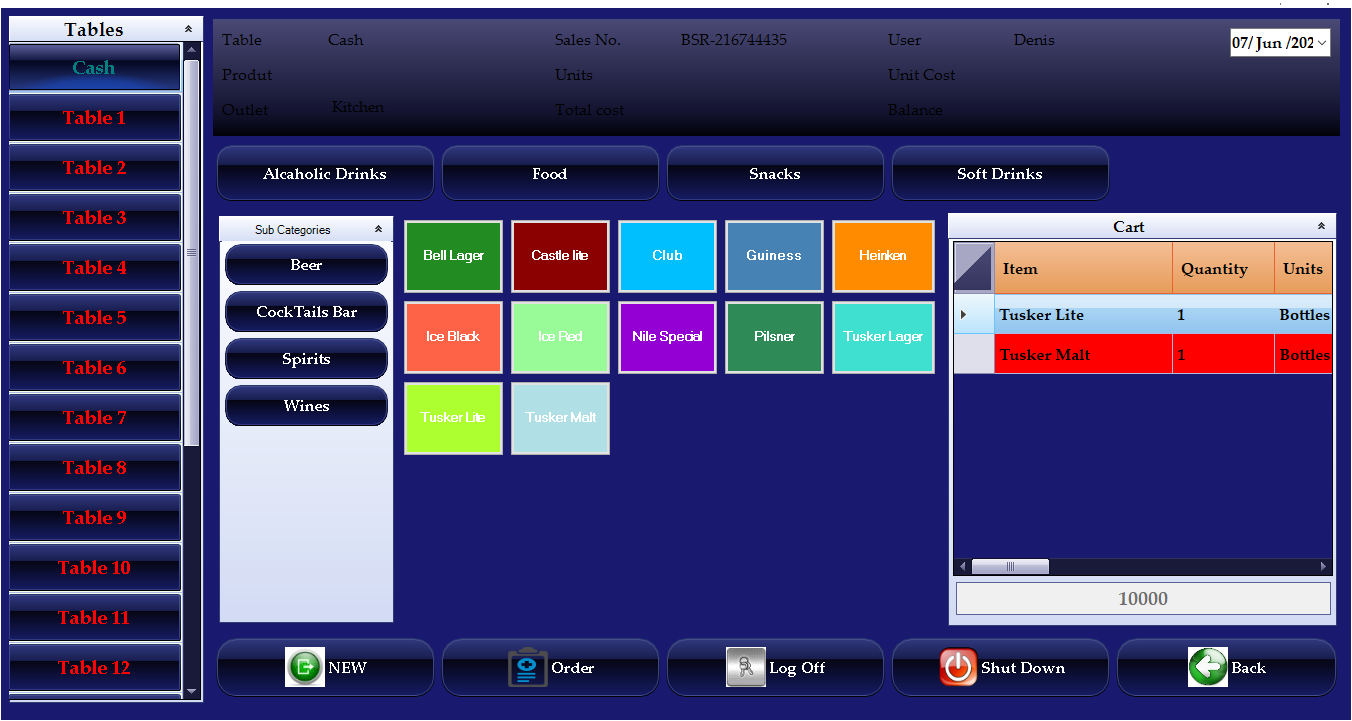 Tables
Cash
Table 1
Table 2
Table 3
Table 4
Table 5
Table 6
Table 7
Table 8
Table 9
Table 10
Table 11
Table 12
Table Cash Sales No. BSR-216744435 User Denis 07/ Jun /202
Produt Units Unit Cost
Outlet Kitchen Total cost Balance
Alcaholic Drinks Food Snacks Soft Drinks
Sub Categories
Beer
CockTails Bar
Spirits
Wines
Bell Lager Castle lite Club Guiness Heinken
Ice Black Ice Red Nile Special Pilsner Tusker Lager
Tusker Lite Tusker Malt
Cart
Item Quantity Units
Tusker Lite 1 Bottles
Tusker Malt 1 Bottles
10000
NEW Order Log Off Shut Down Back